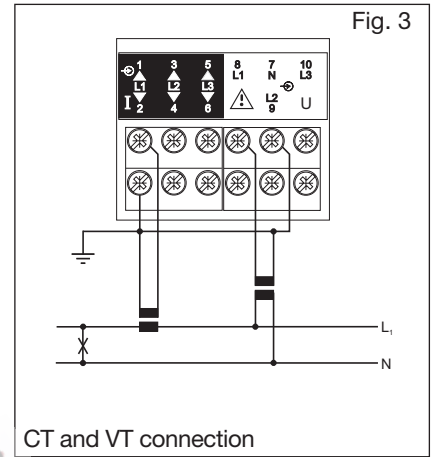 Fig. 3
1 3 5 8 7 10
L1 N L3
L1 L2 L3
I L2 U
2 4 6 9
L₁
N
CT and VT connection